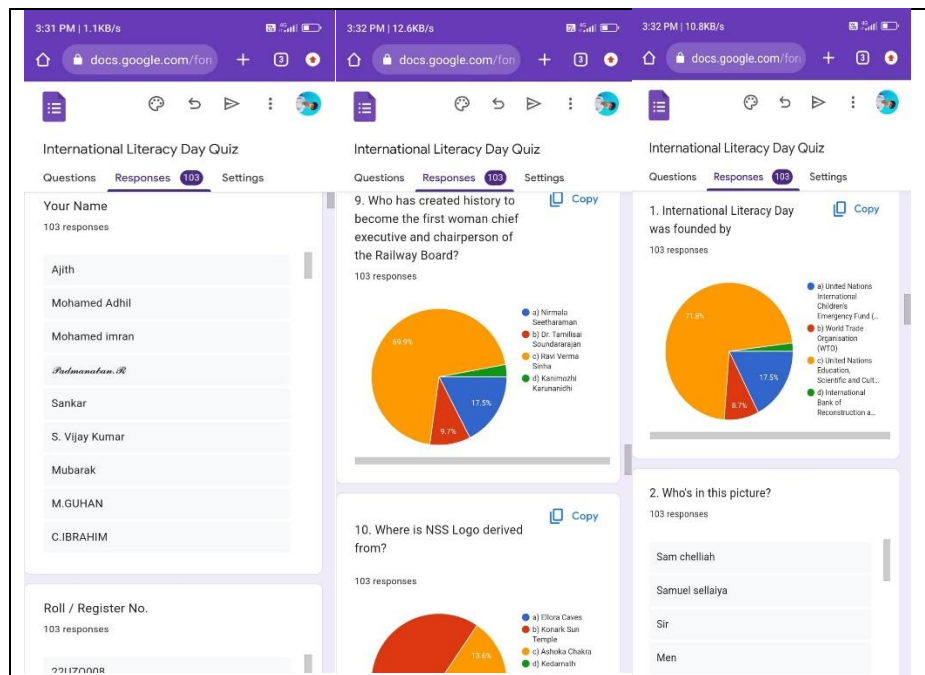 3:31 PM | 1.1KB/s
docs.google.com/fon
3
International Literacy Day Quiz
Questions Responses 103 Settings
Your Name
103 responses
Ajith
Mohamed Adhil
Mohamed imran
𝒫𝒶𝒹𝓂𝒶𝓃𝒶𝒷𝒶𝓃.ℛ
Sankar
S. Vijay Kumar
Mubarak
M.GUHAN
C.IBRAHIM
Roll / Register No.
103 responses
22UZO008
3:32 PM | 12.6KB/s
docs.google.com/fori
3
International Literacy Day Quiz
Questions Responses 103 Settings
9. Who has created history to
become the first woman chief
executive and chairperson of
the Railway Board?
Copy
103 responses
69.9%
17.5%
9.7%
a) Nirmala
Seetharaman
b) Dr. Tamilisai
Soundararajan
c) Ravi Verma
Sinha
d) Kanimozhi
Karunanidhi
10. Where is NSS Logo derived
from?
Copy
103 responses
13.6%
a) Ellora Caves
b) Konark Sun
Temple
c) Ashoka Chakra
d) Kedarnath
3:32 PM | 10.8KB/s
docs.google.com/fori
3
International Literacy Day Quiz
Questions Responses 103 Settings
1. International Literacy Day
was founded by
Copy
103 responses
71.8%
17.5%
8.7%
a) United Nations
International
Children's
Emergency Fund (...
b) World Trade
Organisation
(WTO)
c) United Nations
Education,
Scientific and Cult...
d) International
Bank of
Reconstruction a...
2. Who's in this picture?
103 responses
Sam chelliah
Samuel sellaiya
Sir
Men